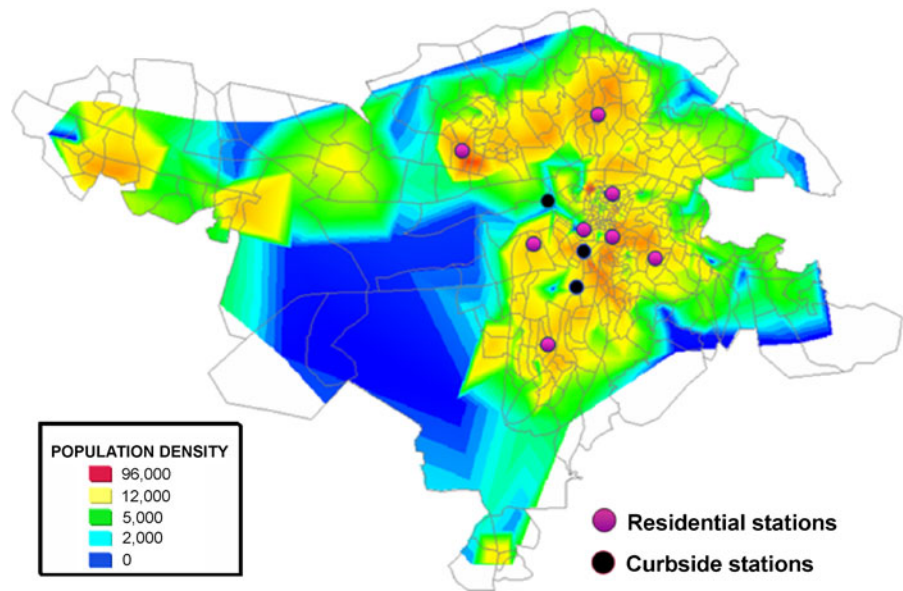 POPULATION DENSITY
96,000
12,000
5,000
2,000
0
Residential stations
Curbside stations